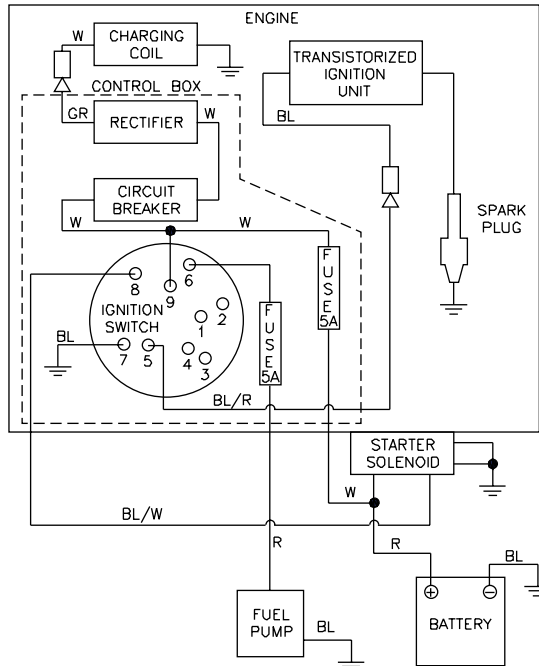 ENGINE
W
CHARGING
COIL
TRANSISTORIZED
IGNITION
UNIT
CONTROL BOX
GR
RECTIFIER
W
BL
CIRCUIT
BREAKER
W
W
SPARK
PLUG
8
6
9
2
1
IGNITION
SWITCH
7
5
4
3
BL
FUSE
5A
FUSE
5A
BL/R
STARTER
SOLENOID
W
BL/W
R
R
BL
+
−
FUEL
PUMP
BL
BATTERY